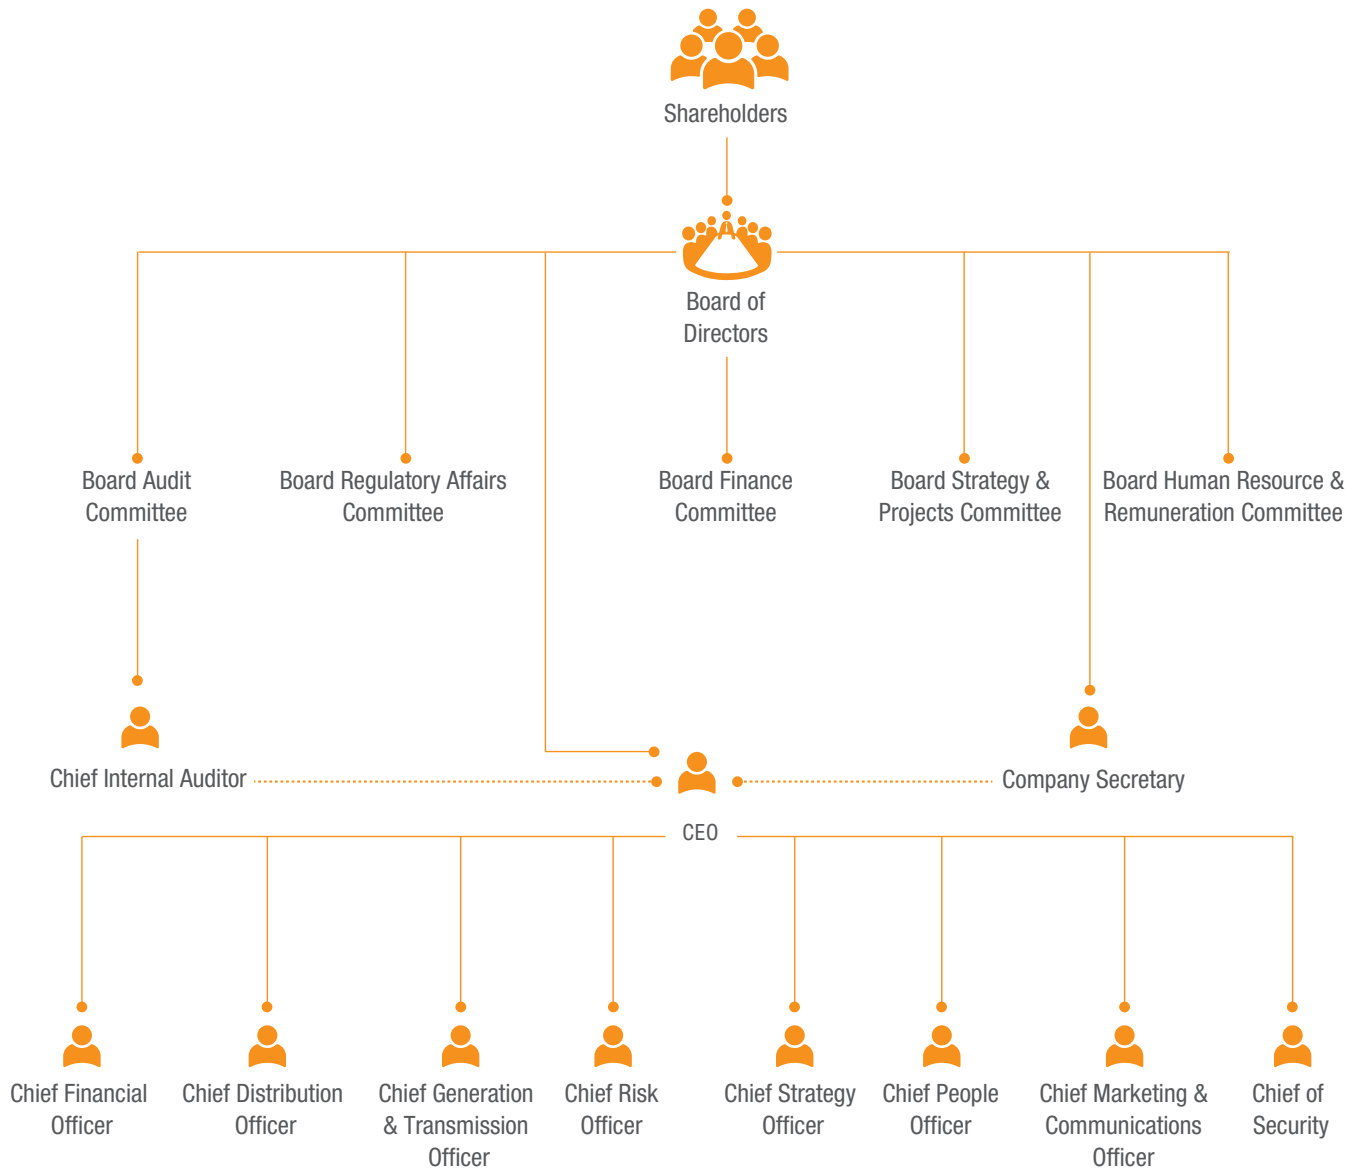 Shareholders
Board of
Directors
Board Audit
Committee
Board Regulatory Affairs
Committee
Board Finance
Committee
Board Strategy &
Projects Committee
Board Human Resource &
Remuneration Committee
Chief Internal Auditor
Company Secretary
CEO
Chief Financial
Officer
Chief Distribution
Officer
Chief Generation
& Transmission
Officer
Chief Risk
Officer
Chief Strategy
Officer
Chief People
Officer
Chief Marketing &
Communications
Officer
Chief of
Security